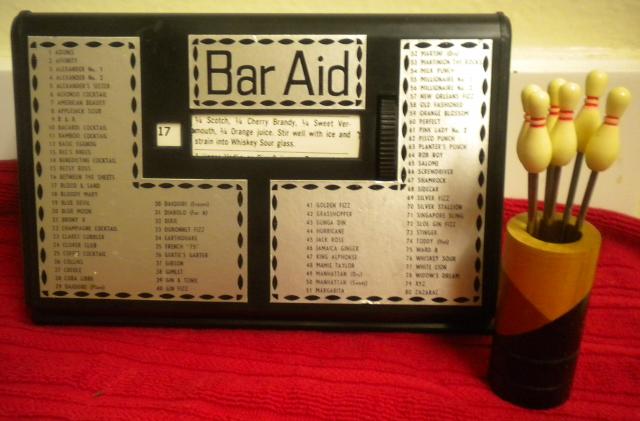 Bar Aid
17
¼ Scotch, ¼ Cherry Brandy, ¼ Sweet Ver-
mouth, ¼ Orange juice. Stir well with ice and
strain into Whiskey Sour glass.
1 ADONIS
2 AFFINITY
3 ALEXANDER No. 1
4 ALEXANDER No. 2
5 ALEXANDER'S SISTER
6 ALFONSO COCKTAIL
7 AMERICAN BEAUTY
8 APPLEJACK SOUR
9 B & B
10 BACARDI COCKTAIL
11 BAMBOO COCKTAIL
12 BASIC EGGNOG
13 BEE'S KNEES
14 BENEDICTINE COCKTAIL
15 BETSY ROSS
16 BETWEEN THE SHEETS
17 BLOOD & SAND
18 BLOODY MARY
19 BLUE DEVIL
20 BLUE MOON
21 BRONX
22 CHAMPAGNE COCKTAIL
23 CLARET COBBLER
24 CLOVER CLUB
25 COFFEE COCKTAIL
26 COLLINS
27 CREOLE
28 CUBA LIBRE
29 DAIQUIRI
30 DAIQUIRI (Frozen)
31 DIABOLO
32 DIXIE
33 DUBONNET FIZZ
34 EARTHQUAKE
35 FRENCH "75"
36 GERTIE'S GARTER
37 GIBSON
38 GIMLET
39 GIN & TONIC
40 GIN FIZZ
41 GOLDEN FIZZ
42 GRASSHOPPER
43 GUNGA DIN
44 HURRICANE
45 JACK ROSE
46 JAMAICA GINGER
47 KING ALPHONSE
48 MAMIE TAYLOR
49 MANHATTAN (Dry)
50 MANHATTAN (Sweet)
51 MARGARITA
52 MARTINI (Dry)
53 MARTINI ON THE ROCKS
54 MILK PUNCH
55 MILLIONAIRE No. 1
56 MILLIONAIRE No. 2
57 NEW ORLEANS FIZZ
58 OLD FASHIONED
59 ORANGE BLOSSOM
60 PERFECT
61 PINK LADY No. 2
62 PISCO PUNCH
63 PLANTER'S PUNCH
64 ROB ROY
65 SALOME
66 SCREWDRIVER
67 SHAMROCK
68 SIDECAR
69 SILVER FIZZ
70 SILVER STALLION
71 SINGAPORE SLING
72 SLOE GIN FIZZ
73 STINGER
74 TODDY (Hot)
75 WARD 8
76 WHISKEY SOUR
77 WHITE LION
78 WIDOW'S DREAM
79 XYZ
80 ZAZARAC